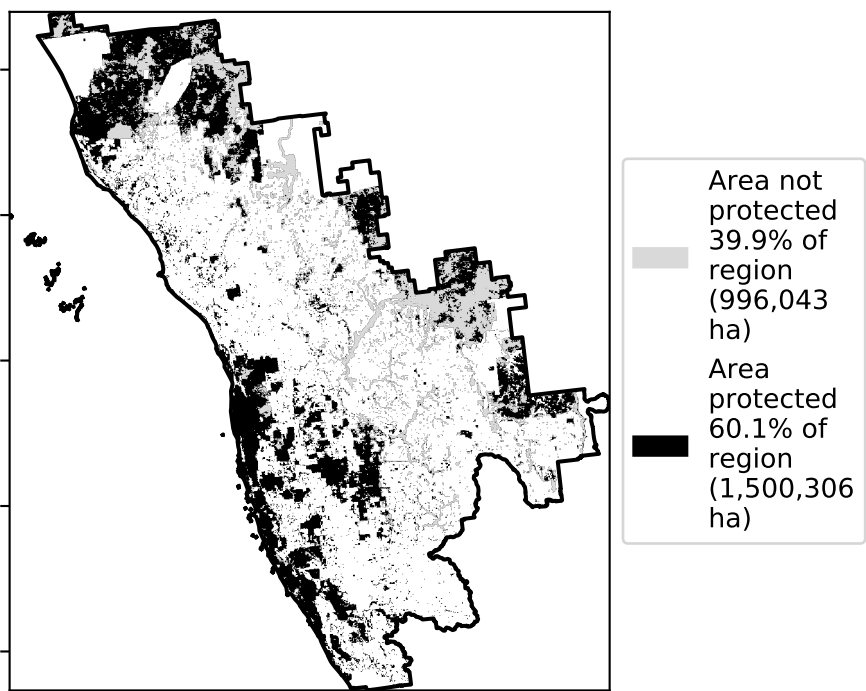 Area not
protected
39.9% of
region
(996,043
ha)
Area
protected
60.1% of
region
(1,500,306
ha)